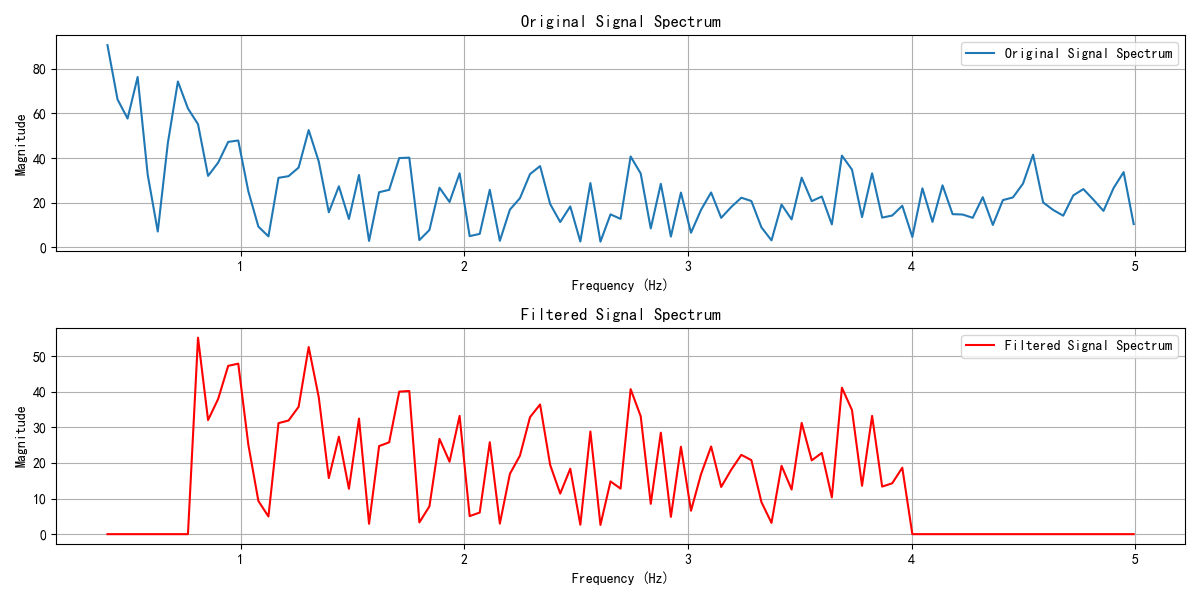 Original Signal Spectrum
Original Signal Spectrum
Magnitude
80
60
40
20
0
1 2 3 4 5
Frequency (Hz)
Filtered Signal Spectrum
Filtered Signal Spectrum
Magnitude
50
40
30
20
10
0
1 2 3 4 5
Frequency (Hz)